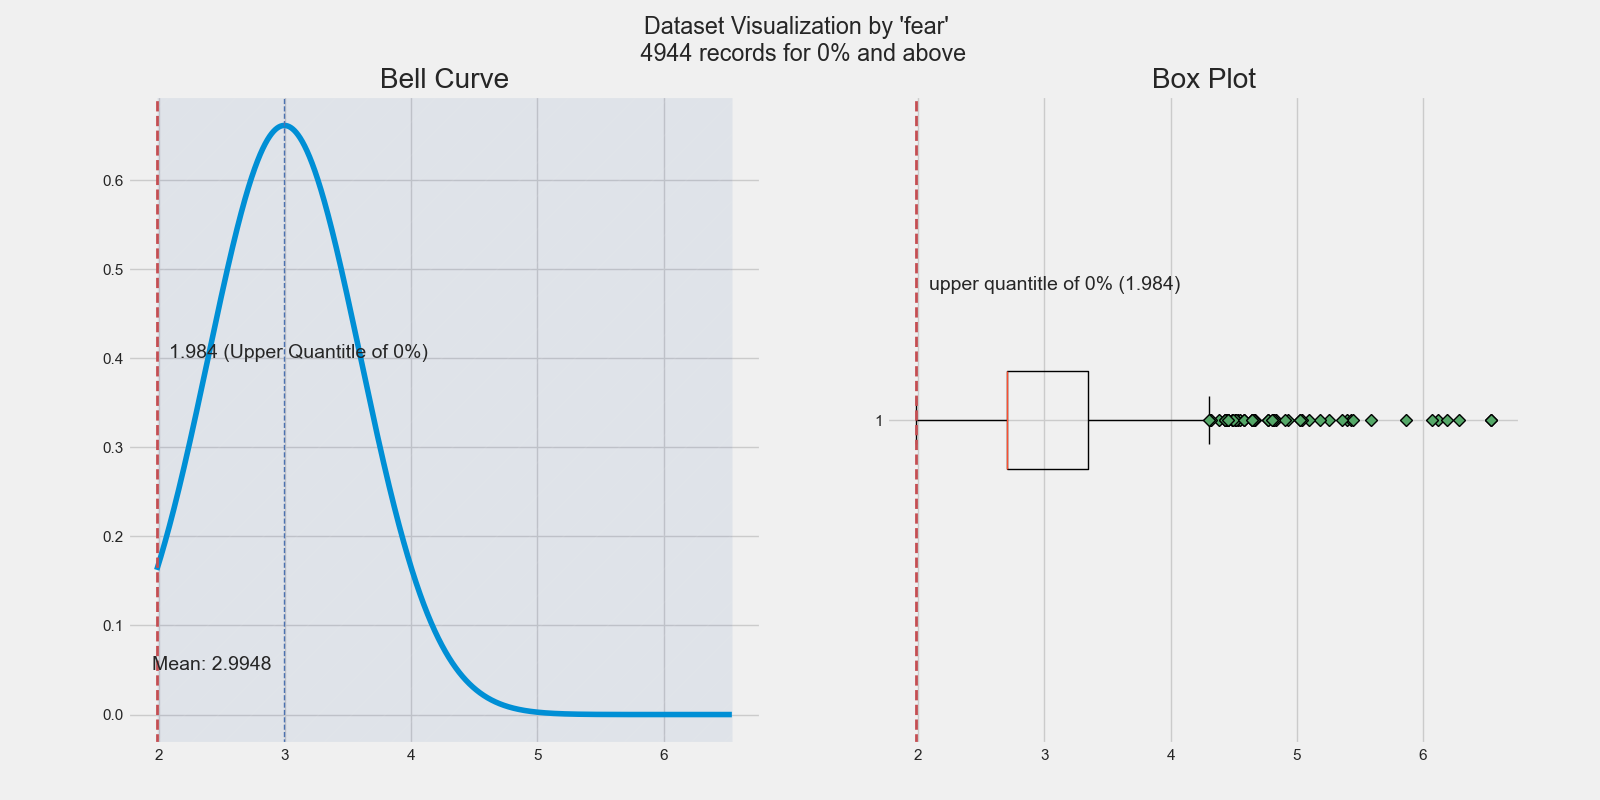 Dataset Visualization by 'fear'
4944 records for 0% and above
Bell Curve
0.6
0.5
0.4
0.3
0.2
0.1
0.0
1.984 (Upper Quantitle of 0%)
Mean: 2.9948
2 3 4 5 6
Box Plot
upper quantitle of 0% (1.984)
1
2 3 4 5 6